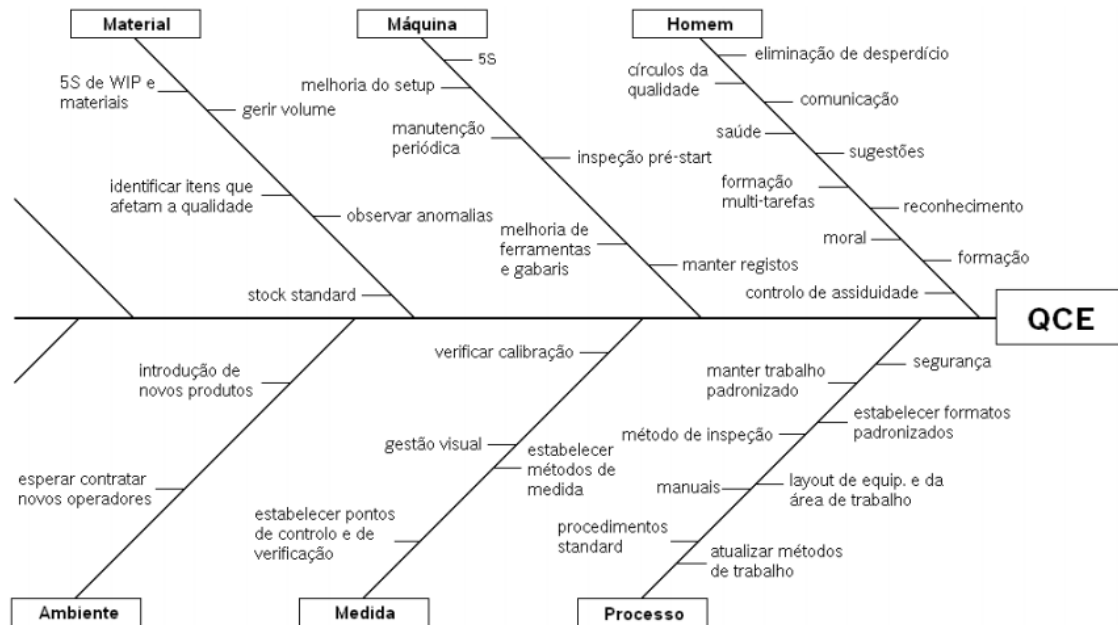 Material
5S de WIP e
materiais
gerir volume
identificar itens que
afetam a qualidade
observar anomalias
stock standard
Máquina
5S
melhoria do setup
manutenção
periódica
inspeção pré-start
melhoria de
ferramentas
e gabaris
manter registos
Homem
eliminação de desperdício
círculos da
qualidade
comunicação
saúde
sugestões
formação
multi-tarefas
reconhecimento
moral
formação
controlo de assiduidade
QCE
introdução de
novos produtos
esperar contratar
novos operadores
Ambiente
verificar calibração
gestão visual
estabelecer
métodos de
medida
estabelecer pontos
de controlo e de
verificação
Medida
segurança
manter trabalho
padronizado
estabelecer formatos
padronizados
método de inspeção
layout de equip. e da
área de trabalho
manuais
procedimentos
standard
atualizar métodos
de trabalho
Processo